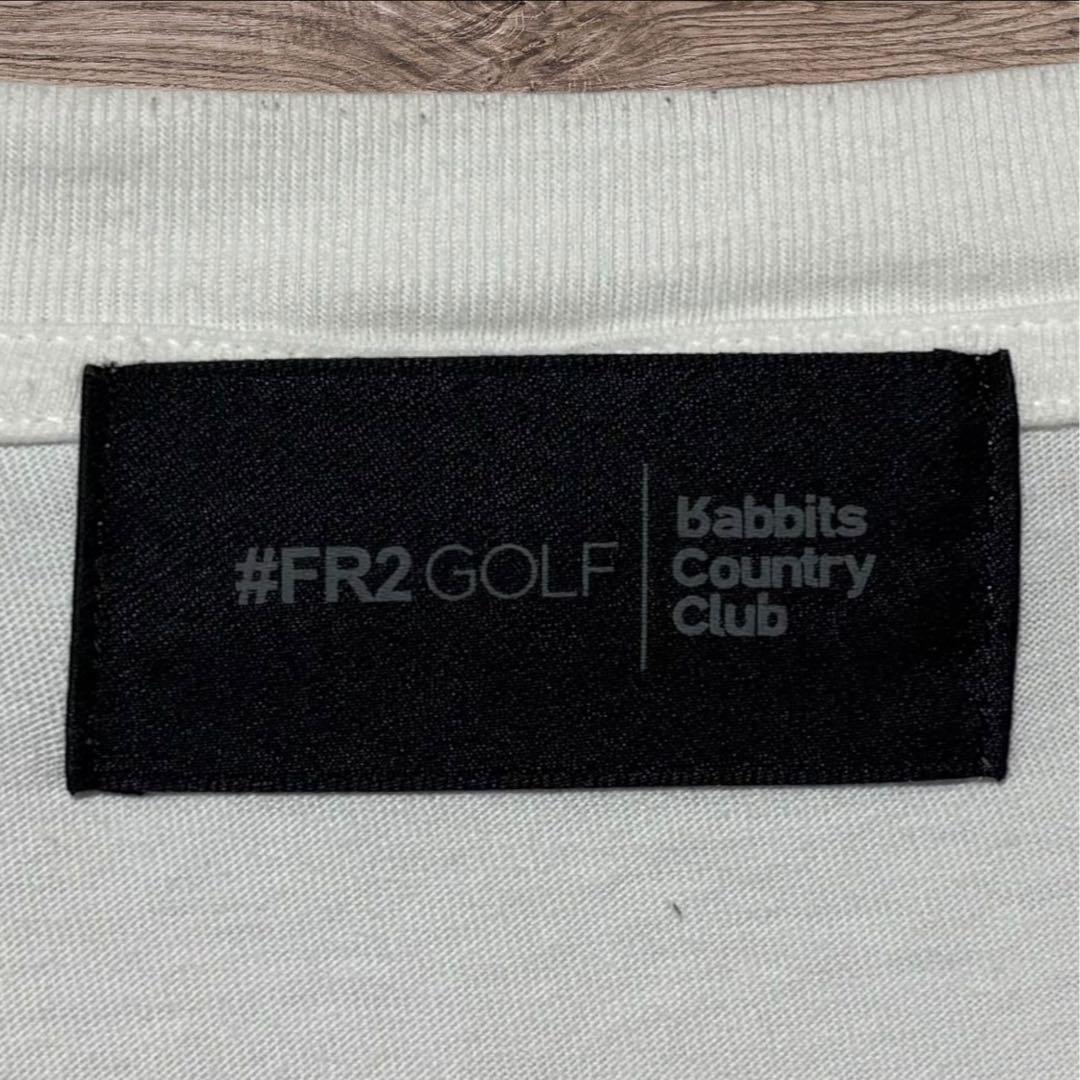 #FR2 GOLF
Rabbits
Country
Club